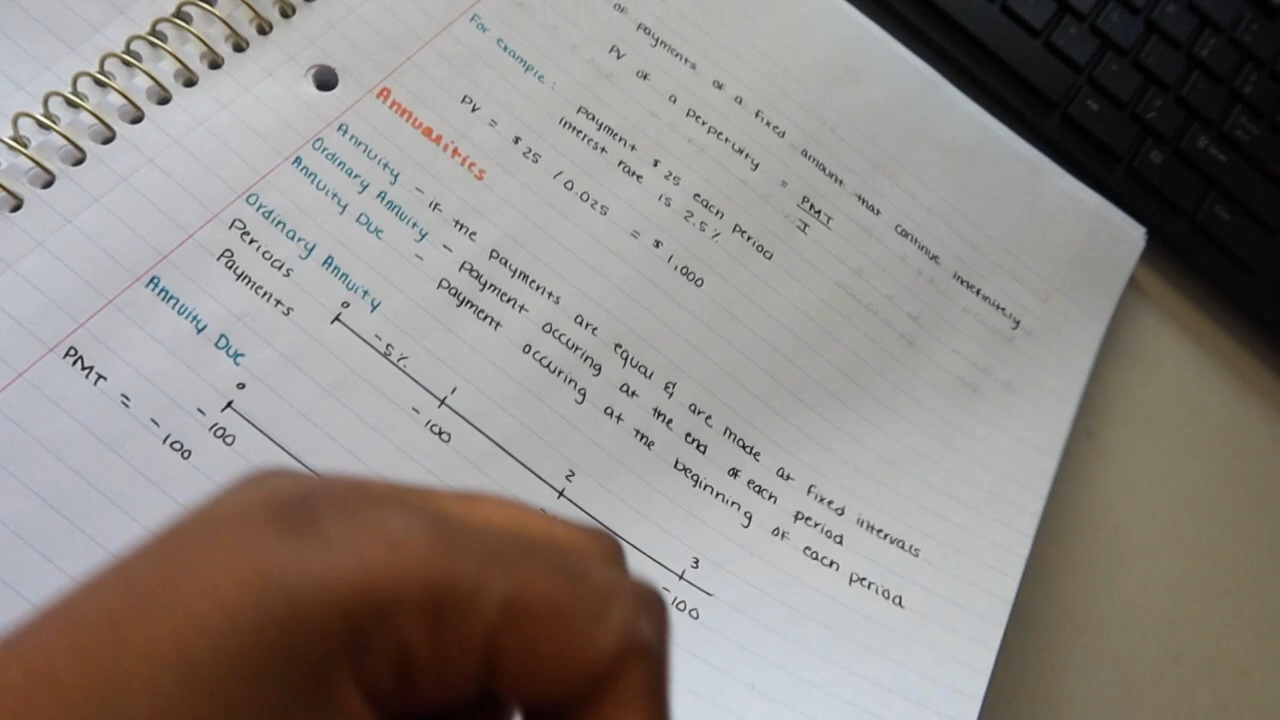 of payments of a fixed amount that continue indefinitely
PV of a perpetuity = PMT
I
For example: payment $25 each period
interest rate is 2.5%
PV = $25 / 0.025 = $1,000
Annuaities
Annuity - if the payments are equal & are made at fixed intervals
Ordinary Annuity - payment occuring at the end of each period
Annuity Due - payment occuring at the beginning of each period
Ordinary Annuity
Periods 0 -5% 1 2 3
Payments -100 -100
Annuity Due
0
-100
PMT = -100